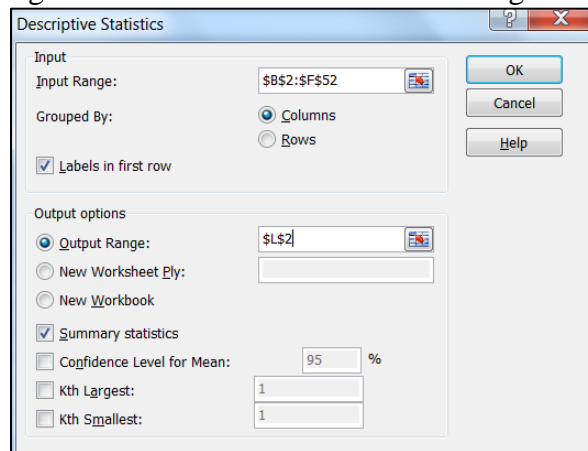 Descriptive Statistics
Input
Input Range: $B$2:$F$52
Grouped By: Columns
Rows
Labels in first row
OK
Cancel
Help
Output options
Output Range: $L$2
New Worksheet Ply:
New Workbook
Summary statistics
Confidence Level for Mean: 95 %
Kth Largest: 1
Kth Smallest: 1